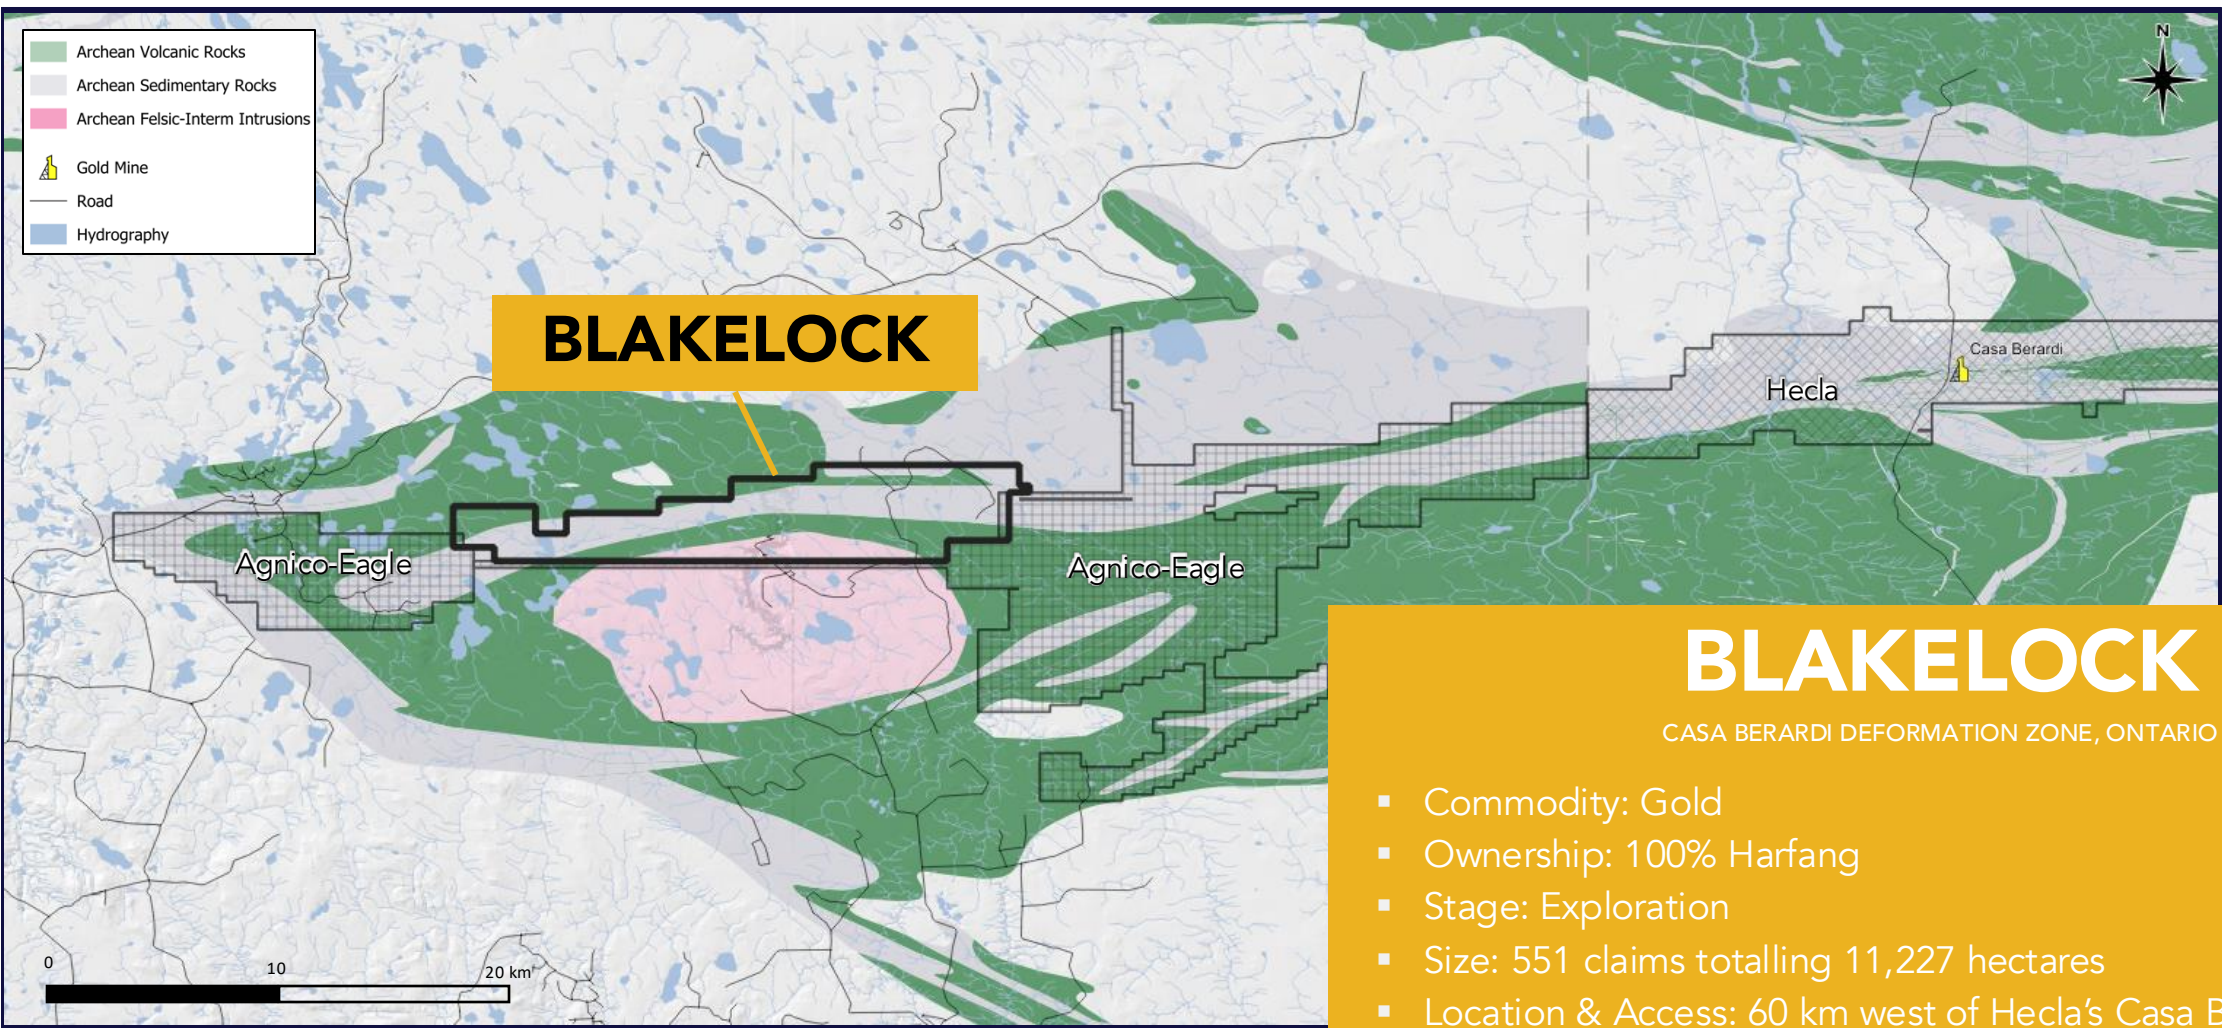 Archean Volcanic Rocks
Archean Sedimentary Rocks
Archean Felsic-Interm Intrusions
Gold Mine
Road
Hydrography
N
BLAKELOCK
Casa Berardi
Hecla
Agnico-Eagle
Agnico-Eagle
BLAKELOCK
CASA BERARDI DEFORMATION ZONE, ONTARIO
▪ Commodity: Gold
▪ Ownership: 100% Harfang
▪ Stage: Exploration
▪ Size: 551 claims totalling 11,227 hectares
▪ Location & Access: 60 km west of Hecla's Casa
0 10 20 km